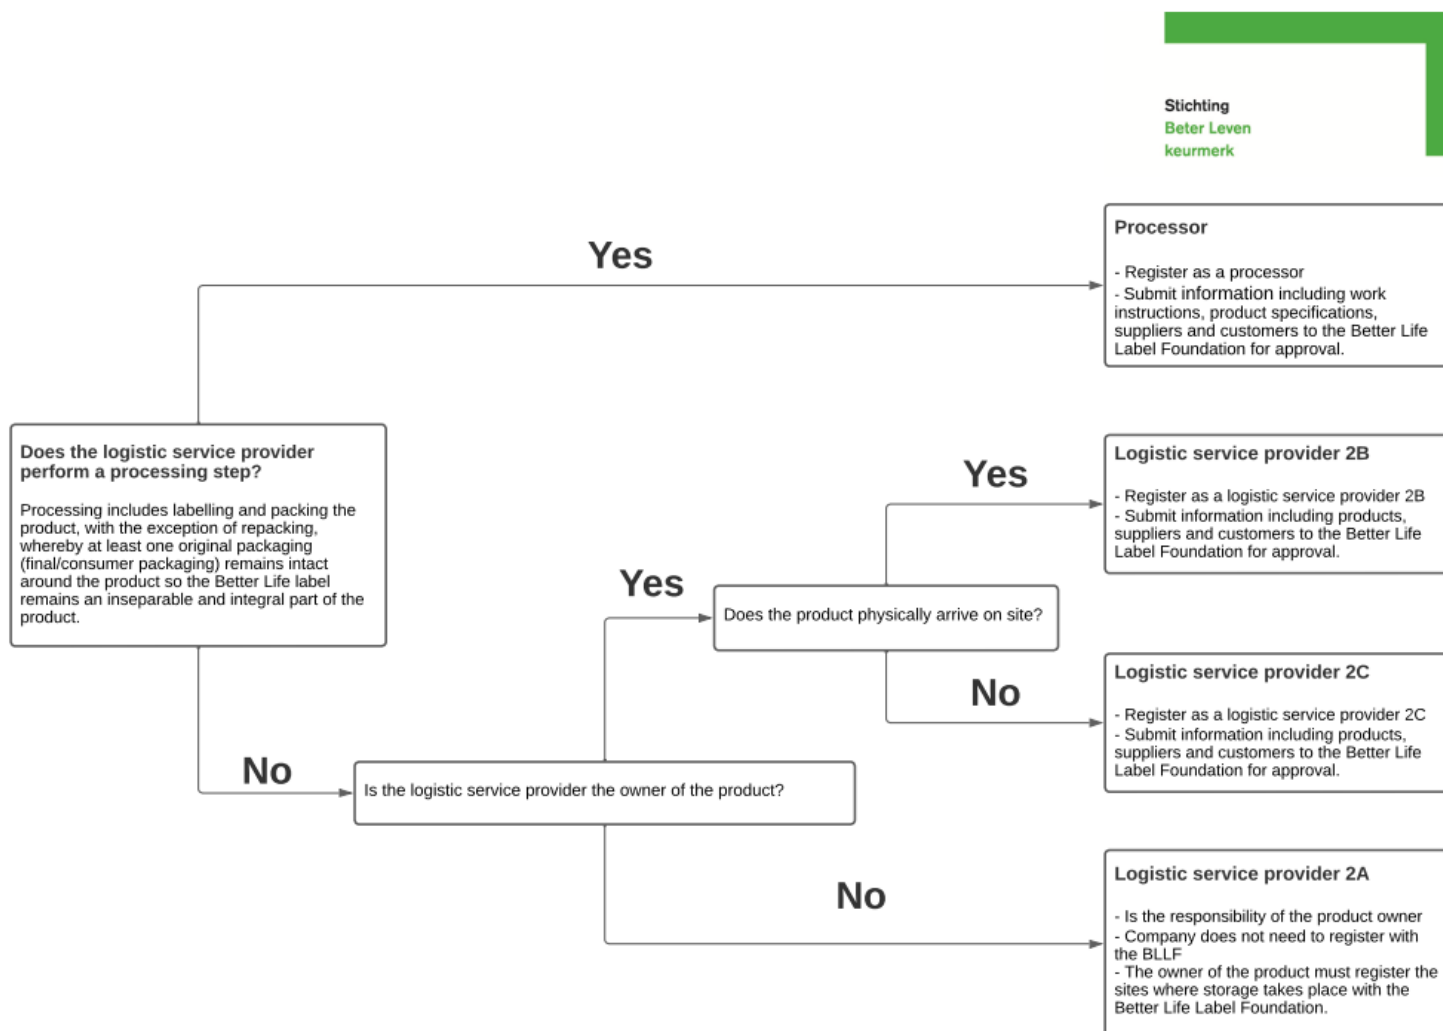 Stichting
Beter Leven
keurmerk
Yes
Processor
- Register as a processor
- Submit information including work
instructions, product specifications,
suppliers and customers to the Better Life
Label Foundation for approval.
Does the logistic service provider
perform a processing step?
Processing includes labelling and packing the
product, with the exception of repacking,
whereby at least one original packaging
(final/consumer packaging) remains intact
around the product so the Better Life label
remains an inseparable and integral part of the
product.
Yes
Logistic service provider 2B
- Register as a logistic service provider 2B
- Submit information including products,
suppliers and customers to the Better Life
Label Foundation for approval.
Yes
Does the product physically arrive on site?
No
Logistic service provider 2C
- Register as a logistic service provider 2C
- Submit information including products,
suppliers and customers to the Better Life
Label Foundation for approval.
No
Is the logistic service provider the owner of the product?
No
Logistic service provider 2A
- Is the responsibility of the product owner
- Company does not need to register with
the BLLF
- The owner of the product must register the
sites where storage takes place with the
Better Life Label Foundation.